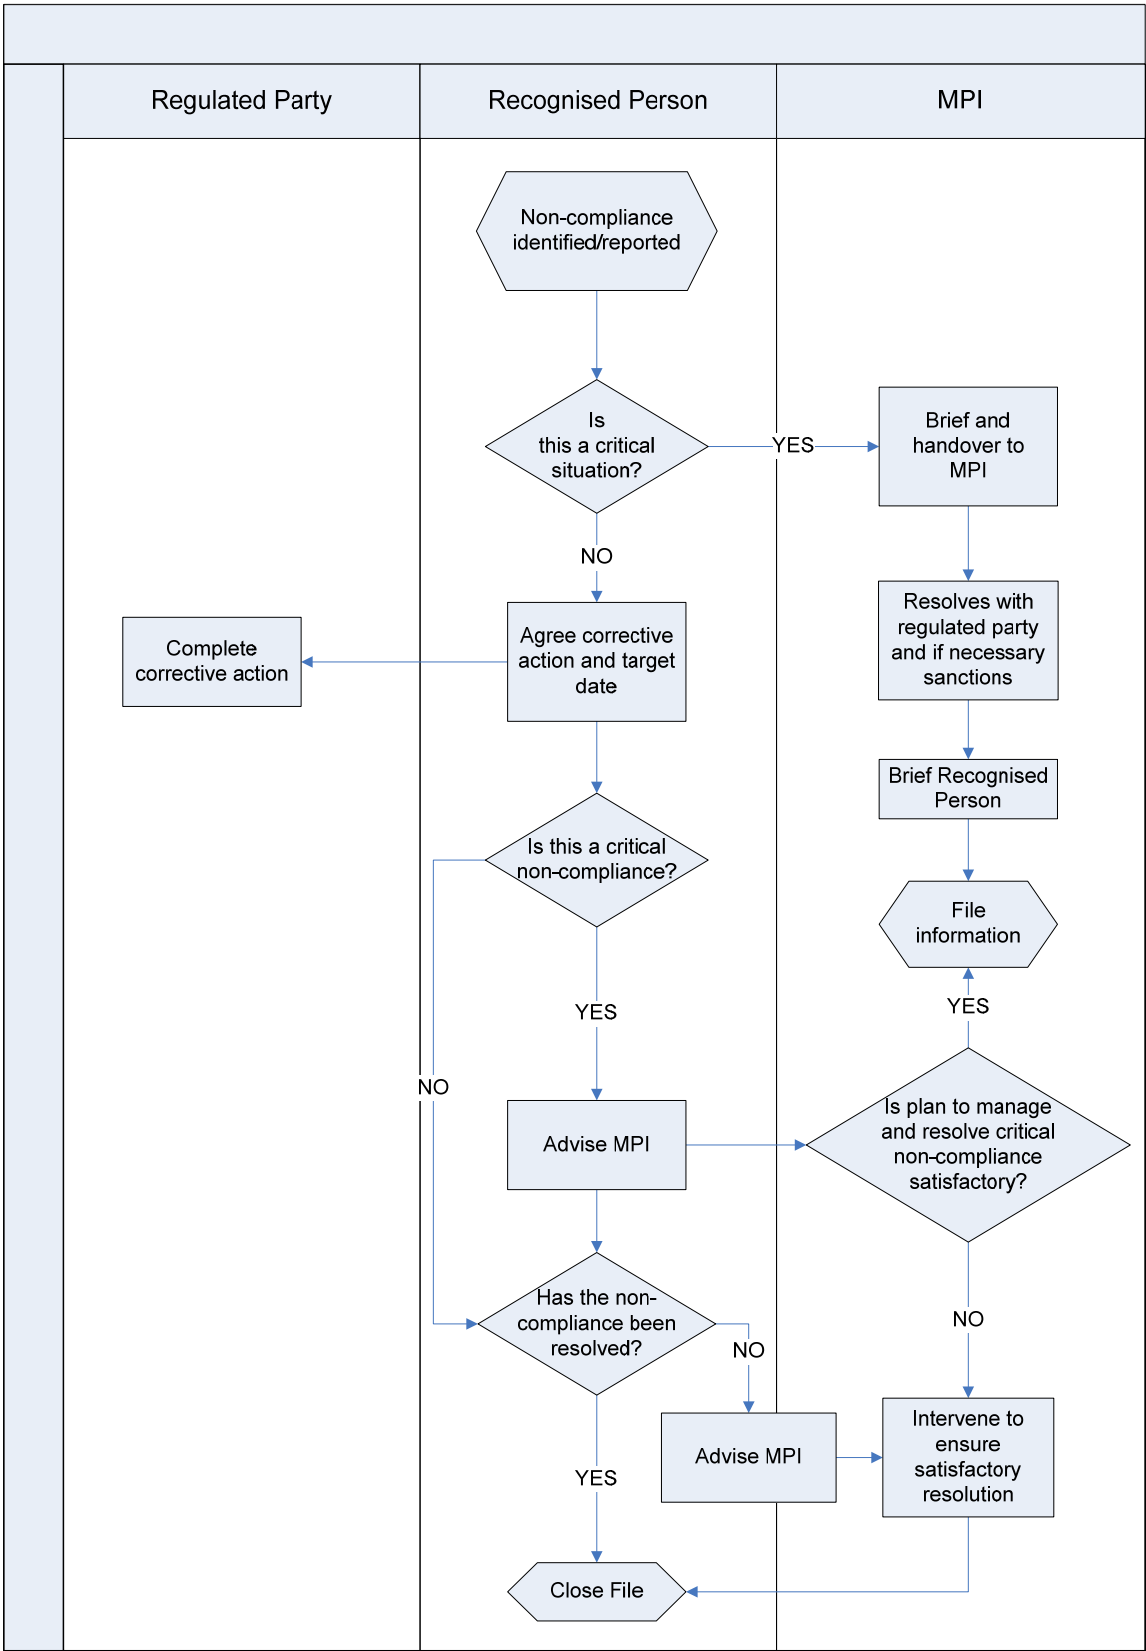 Regulated Party
Recognised Person
MPI
Non-compliance
identified/reported
Is
this a critical
situation?
YES
Brief and
handover to
MPI
NO
Complete
corrective action
Agree corrective
action and target
date
Resolves with
regulated party
and if necessary
sanctions
Brief Recognised
Person
Is this a critical
non-compliance?
File
information
YES
YES
NO
Advise MPI
Is plan to manage
and resolve critical
non-compliance
satisfactory?
Has the non-
compliance been
resolved?
NO
NO
Advise MPI
Intervene to
ensure
satisfactory
resolution
YES
Close File